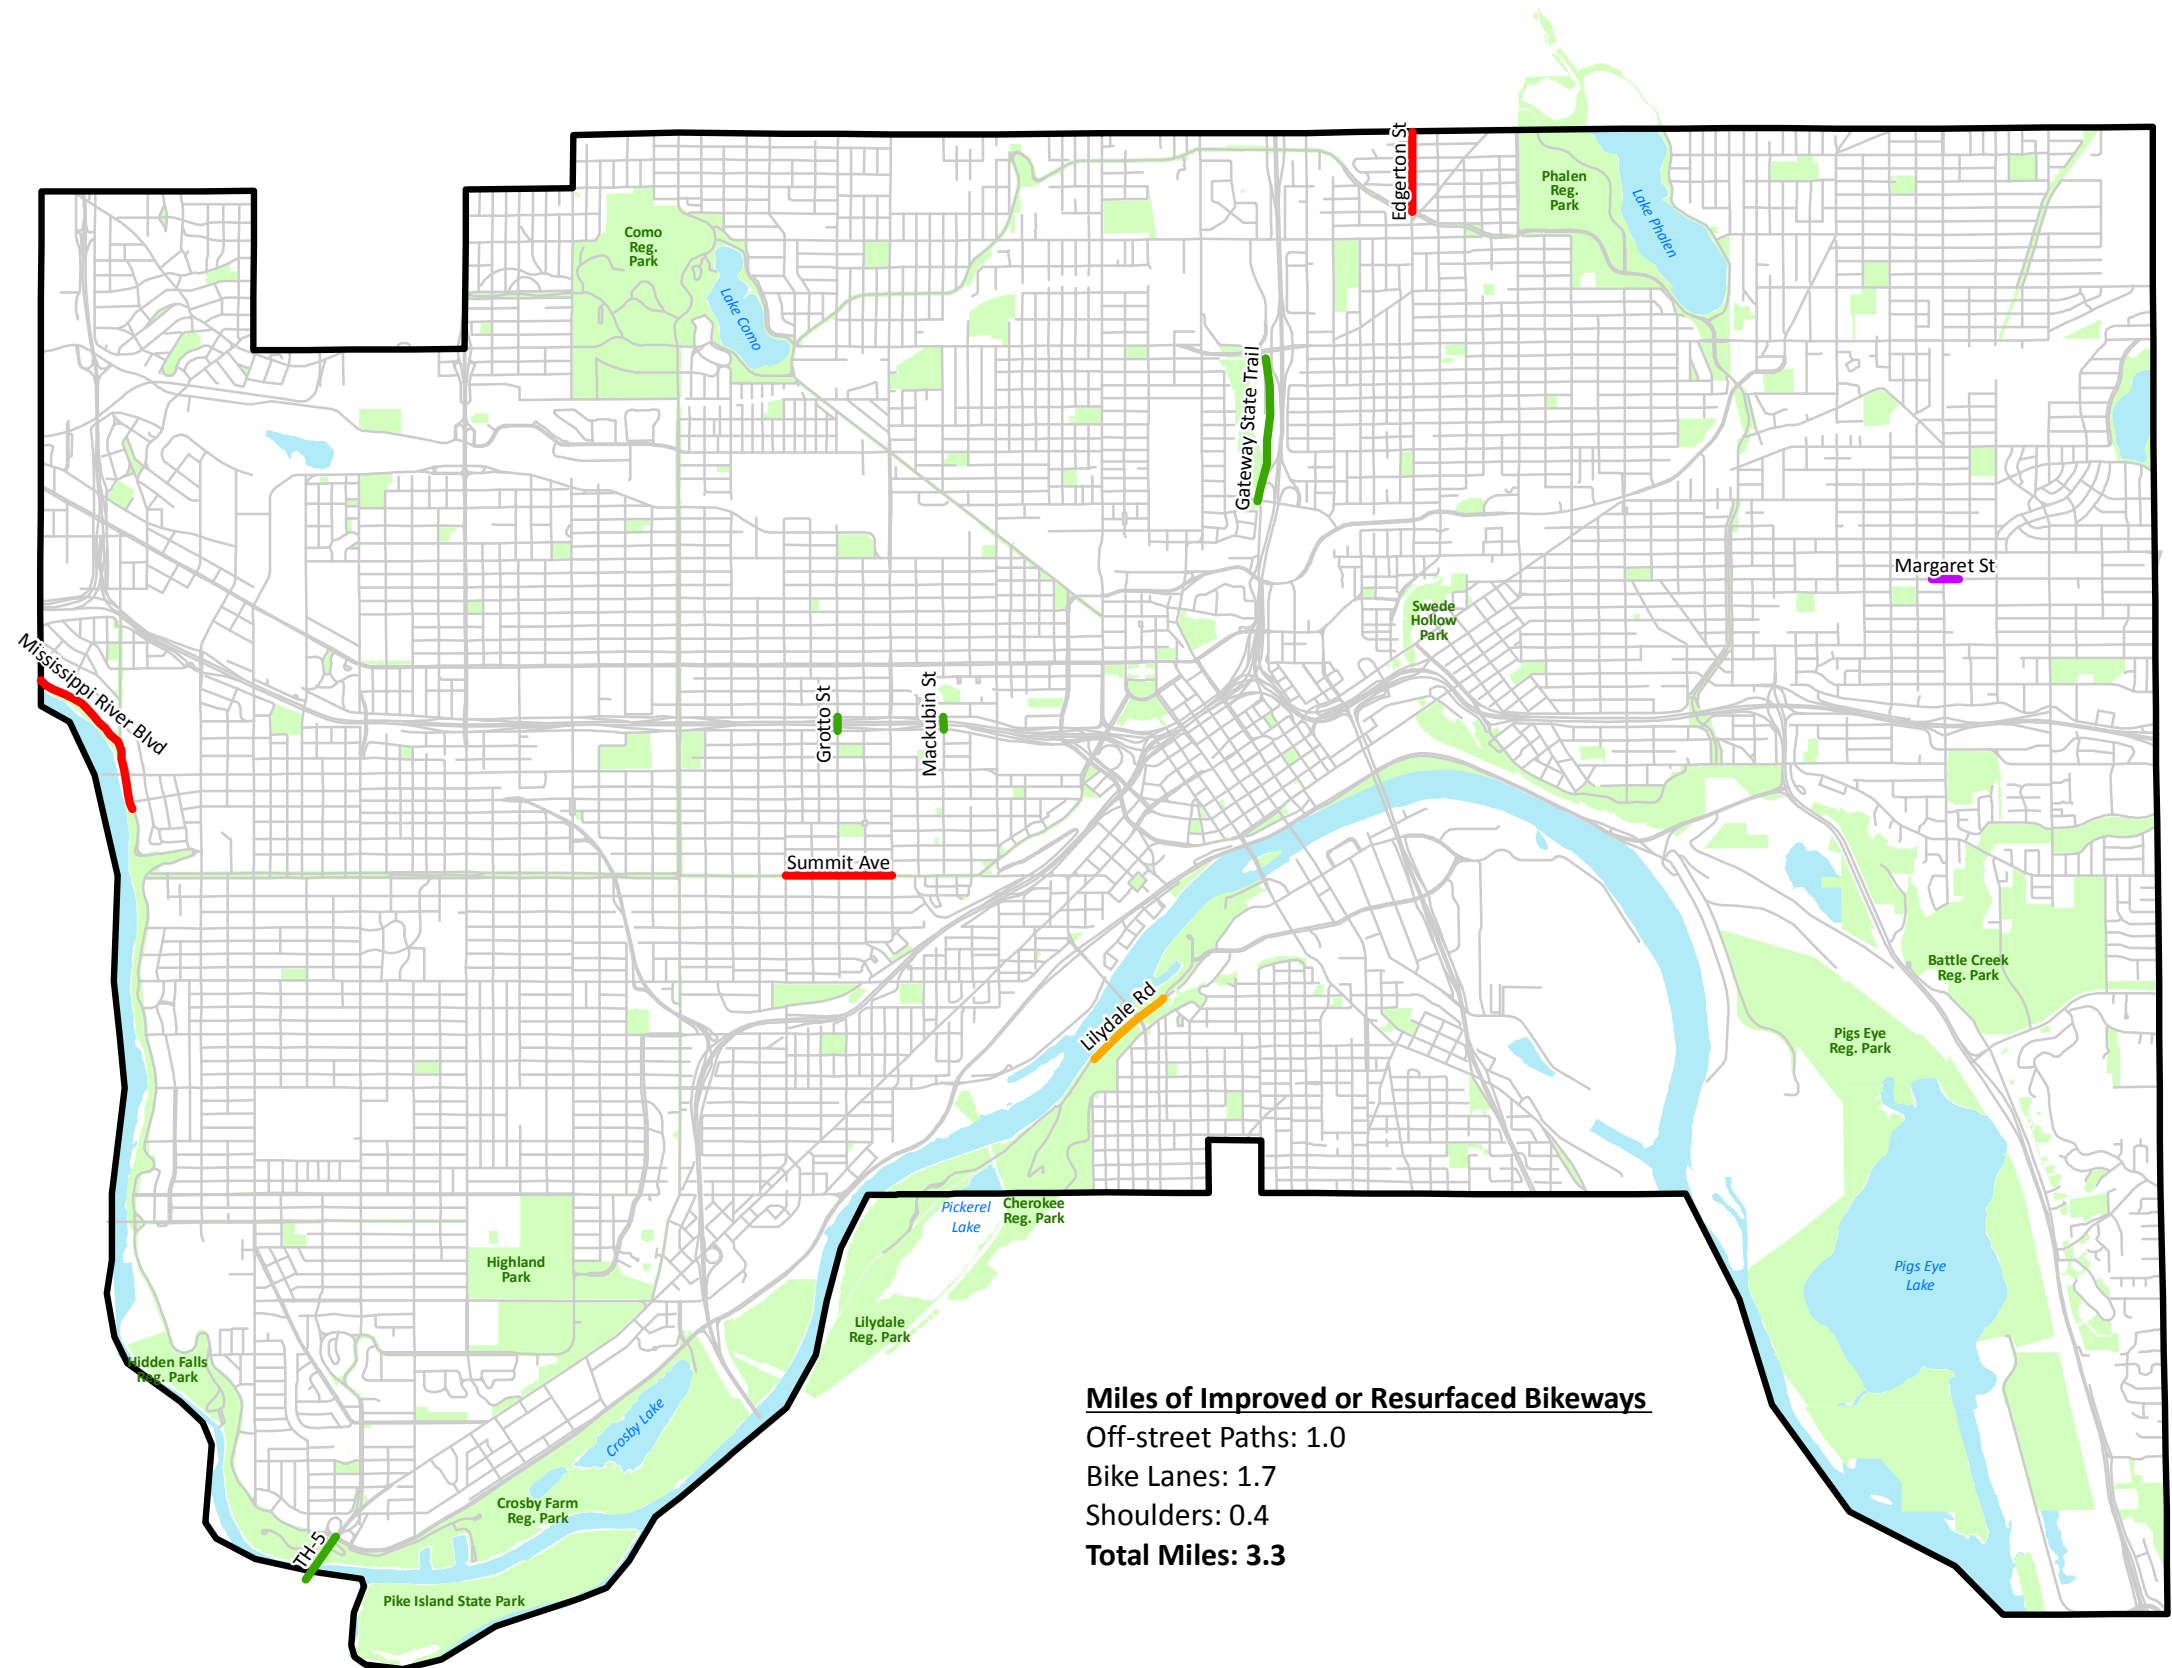 Edgerton St
Phalen
Reg.
Park
Lake Phalen
Como
Reg.
Park
Lake Como
Gateway State Trail
Margaret St
Swede
Hollow
Park
Mississippi River Blvd
Grotto St
Mackubin St
Summit Ave
Battle Creek
Reg. Park
Lilydale Rd
Pigs Eye
Reg. Park
Pickerel
Lake
Cherokee
Reg. Park
Highland
Park
Pigs Eye
Lake
Lilydale
Reg. Park
Hidden Falls
Reg. Park
Crosby Lake
Crosby Farm
Reg. Park
TH-5
Pike Island State Park
Miles of Improved or Resurfaced Bikeways
Off-street Paths: 1.0
Bike Lanes: 1.7
Shoulders: 0.4
Total Miles: 3.3